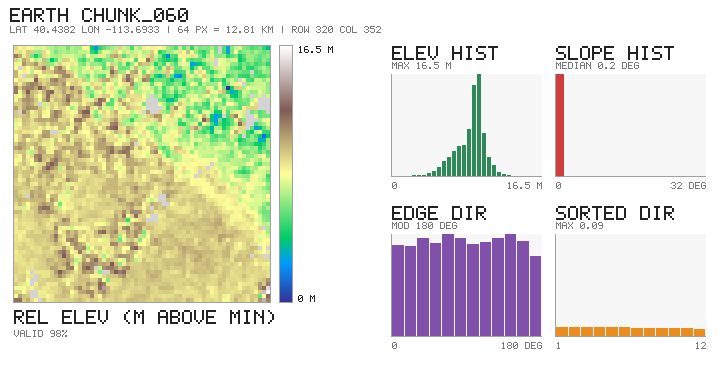 EARTH CHUNK_060
LAT 40.4382 LON -113.6933 | 64 PX = 12.81 KM | ROW 320 COL 352
16.5 M
0 M
REL ELEV (M ABOVE MIN)
VALID 98%
ELEV HIST
MAX 16.5 M
0 16.5 M
SLOPE HIST
MEDIAN 0.2 DEG
0 32 DEG
EDGE DIR
MOD 180 DEG
0 180 DEG
SORTED DIR
MAX 0.09
1 12